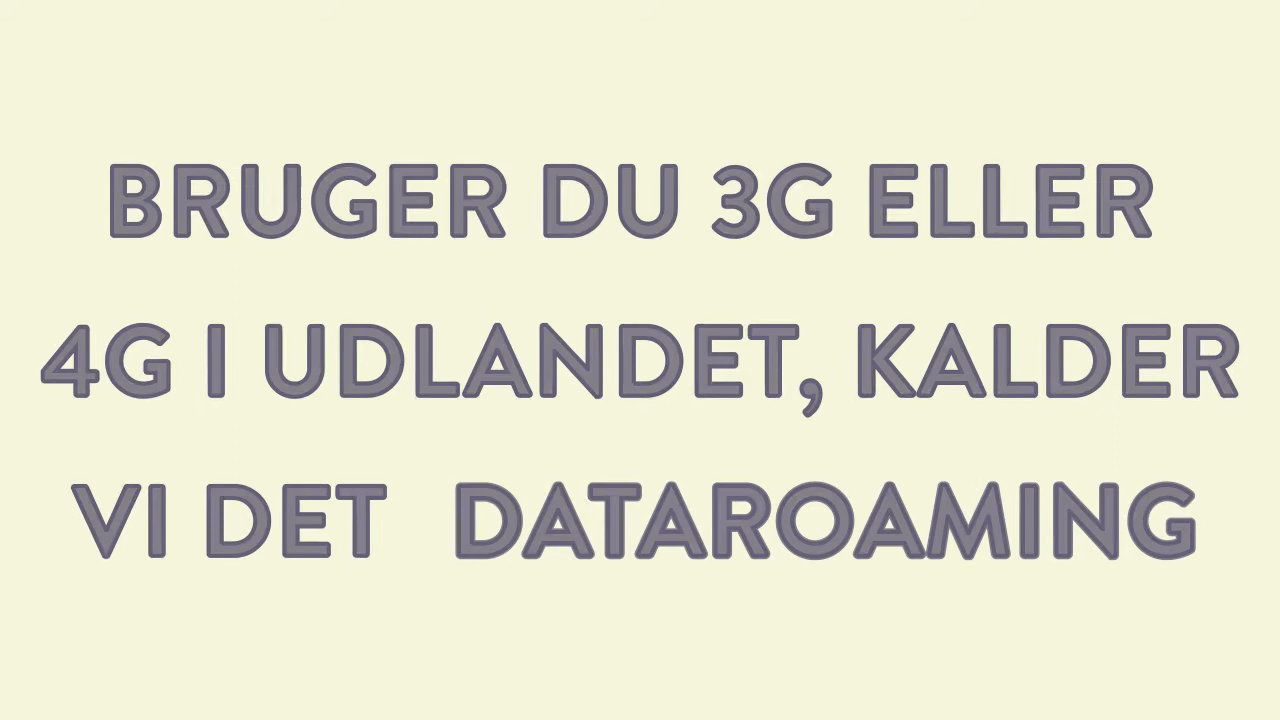 BRUGER DU 3G ELLER
4G I UDLANDET, KALDER
VI DET DATAROAMING